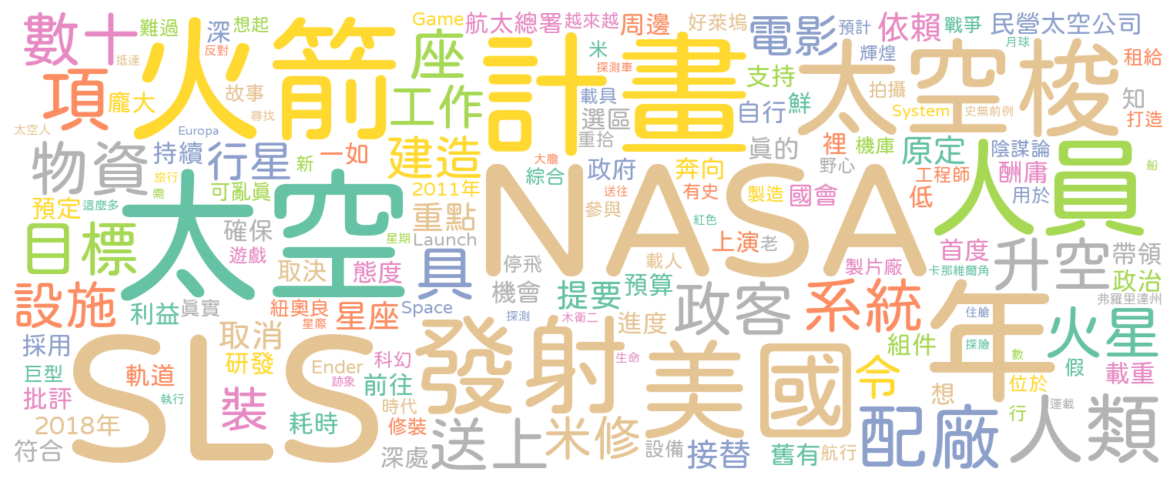 數十 難過 深 想起 Game 航太總署 越來越 周邊 好萊塢 電影 預計 依賴 戰爭 民營太空公司
反對 火箭 座 計畫 米 太空梭 輝煌 月球 租給
抵達 項 龐大 故事 工作 探測車 支持 拍攝 知
載具 自行 鮮 System 史無前例 打造
太空人 Europa 尋找 選區 重拾 裡 機庫 原定 陰謀論
物資 持續 行星 新 一如 建造 大膽 綜合 政府 奔向 真的 野心 工程師 酬庸 人員 船
旅行 可亂真 2011年 送往 有史 製造 國會 低 用於
預定 這麼多 需 太空 重點 NASA 參與 紅色
目標 確保 星期 Launch 上演 老 首度 升空 帶領
遊戲 取決 態度 具 停飛 載人 製片廠 卡那維爾角 政治
設施 利益 真實 紐奧良 Space 機會 提要 預算 系統 年 弗羅里達州
星際 星座 探測 木衛二 進度 政客 住艙 火星
採用 SLS 取消 發射 美國 組件 探險 數
巨型 軌道 研發 Ender 科幻 前往 生命 令 假 載重
批評 執行 裝 跡象 時代 想 位於
2018年 耗時 修裝 配廠 行 運載 人類
符合 深處 送上 米修 設備 接替 舊有 航行